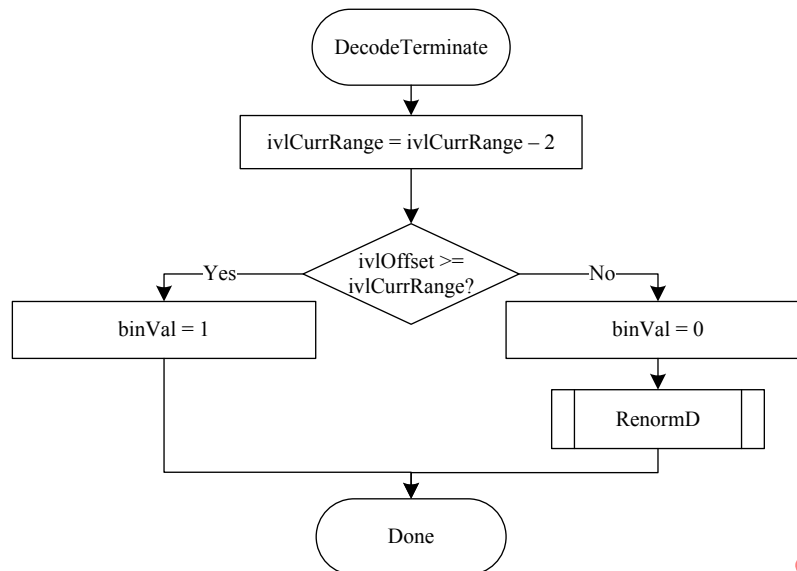 DecodeTerminate
ivlCurrRange = ivlCurrRange – 2
ivlOffset >=
ivlCurrRange?
Yes
No
binVal = 1
binVal = 0
RenormD
Done